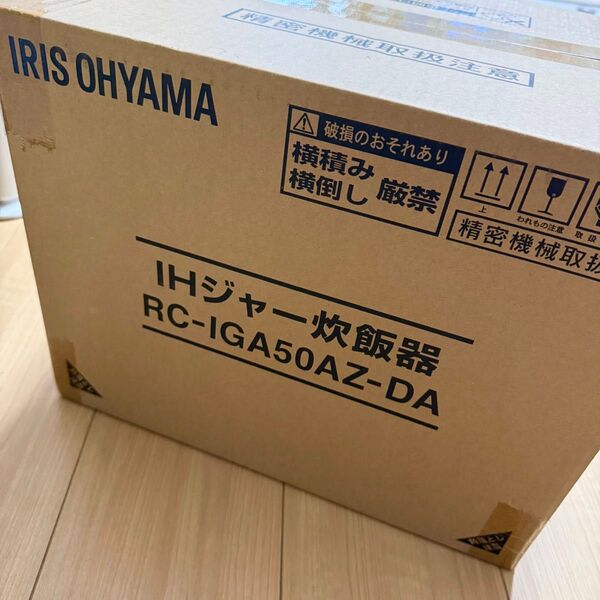 精密機械取扱注意
IRIS OHYAMA
破損のおそれあり
横積み
横倒し
厳禁
上
われもの注意
取扱
精密機械取扱
IHジャー炊飯器
RC-IGA50AZ-DA